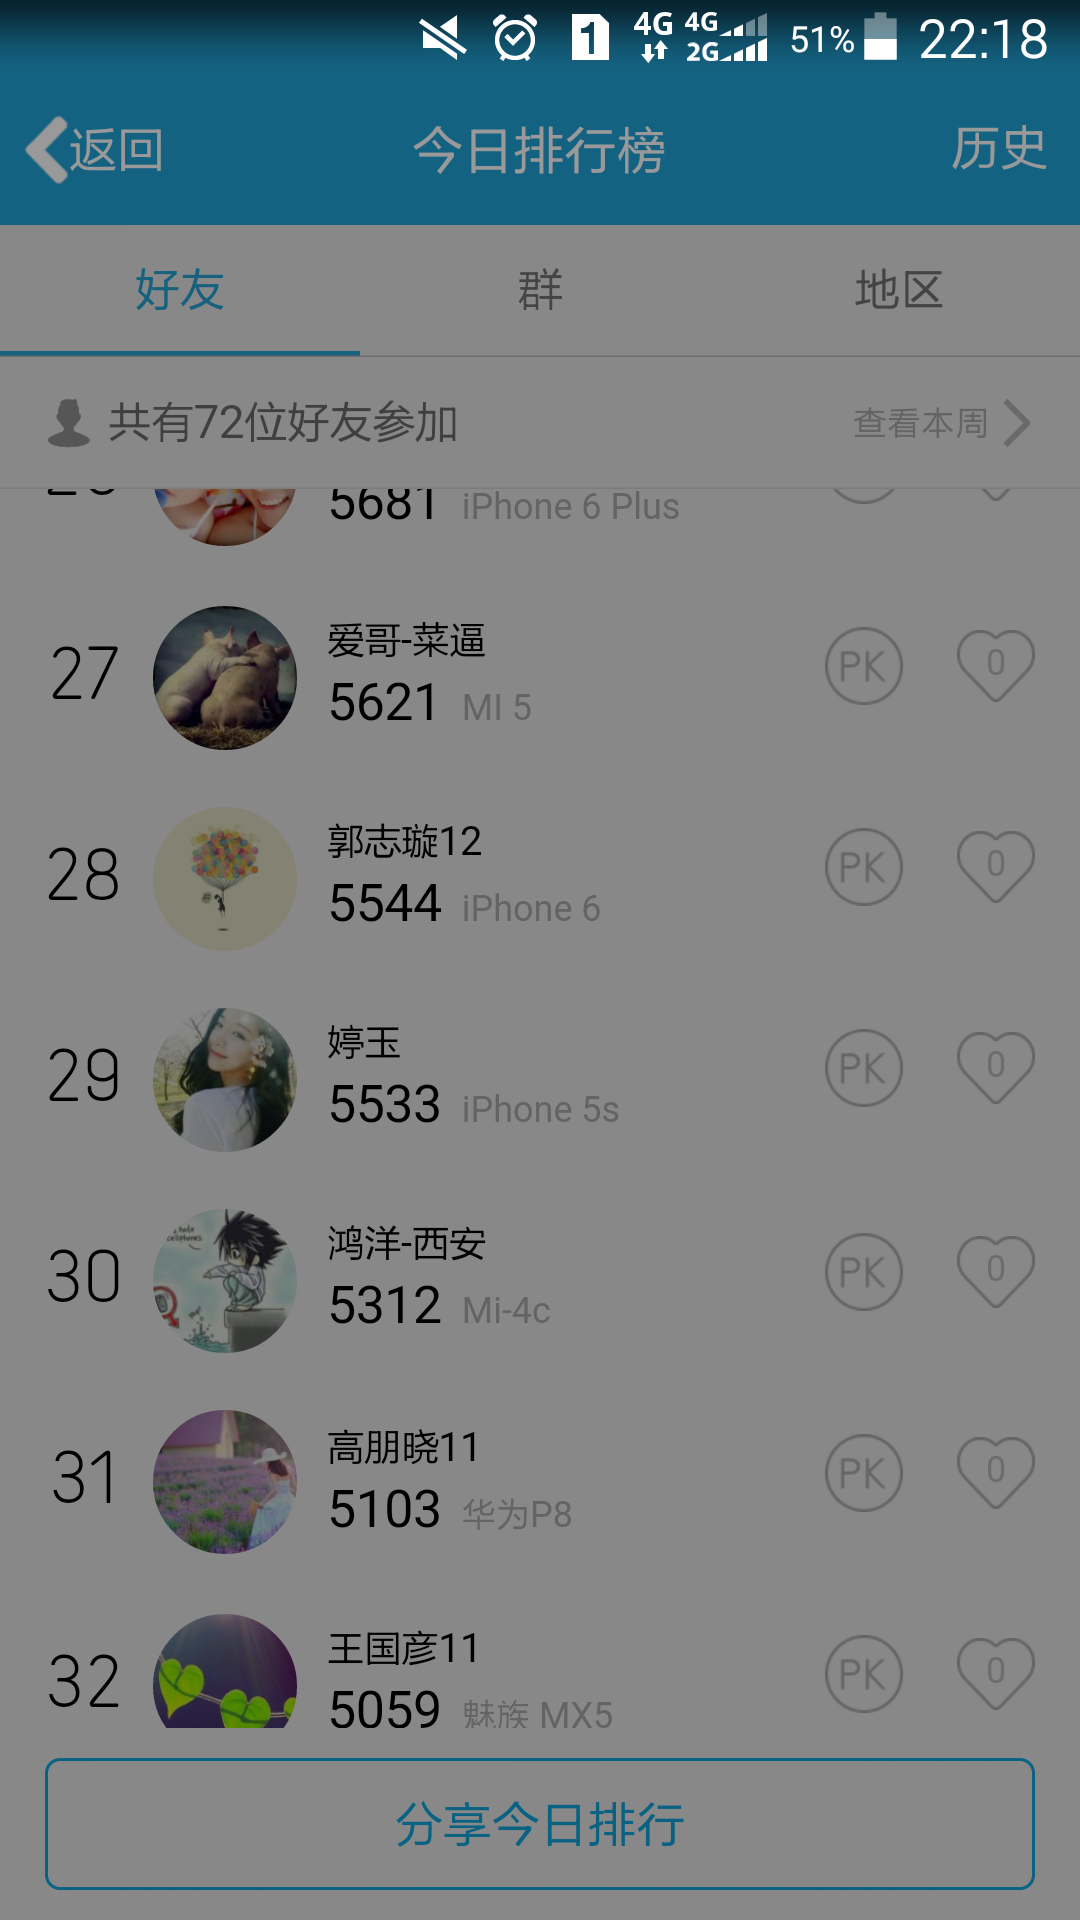 4G 4G 2G 51% 22:18
返回 今日排行榜 历史
好友 群 地区
共有72位好友参加 查看本周
5681 iPhone 6 Plus
27 爱哥-菜逼 PK 0
5621 MI 5
28 郭志璇12 PK 0
5544 iPhone 6
29 婷玉 PK 0
5533 iPhone 5s
30 鸿洋-西安 PK 0
5312 Mi-4c
31 高朋晓11 PK 0
5103 华为P8
32 王国彦11 PK 0
5059 魅族 MX5
分享今日排行